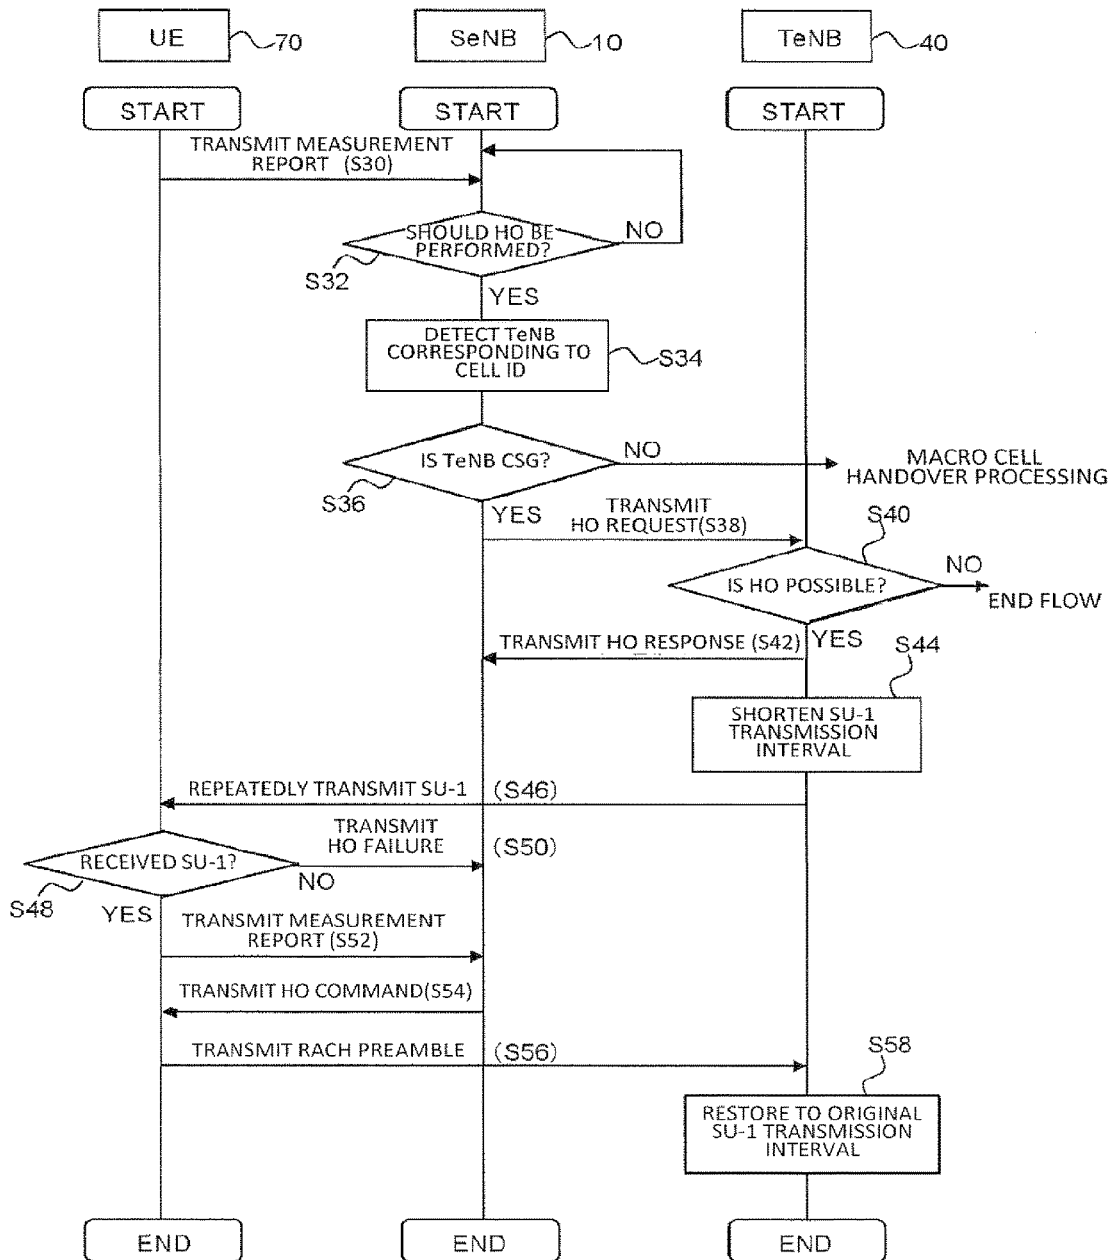 UE
70
SeNB
10
TeNB
40
START
START
START
TRANSMIT MEASUREMENT
REPORT (S30)
SHOULD HO BE
PERFORMED?
NO
S32
YES
DETECT TeNB
CORRESPONDING TO
CELL ID
S34
IS TeNB CSG?
NO
MACRO CELL
HANDOVER PROCESSING
S36
YES
TRANSMIT
HO REQUEST(S38)
S40
IS HO POSSIBLE?
NO
END FLOW
YES
TRANSMIT HO RESPONSE (S42)
S44
SHORTEN SU-1
TRANSMISSION
INTERVAL
REPEATEDLY TRANSMIT SU-1 (S46)
TRANSMIT
HO FAILURE (S50)
RECEIVED SU-1?
NO
S48
YES
TRANSMIT MEASUREMENT
REPORT (S52)
TRANSMIT HO COMMAND(S54)
TRANSMIT RACH PREAMBLE (S56)
S58
RESTORE TO ORIGINAL
SU-1 TRANSMISSION
INTERVAL
END
END
END